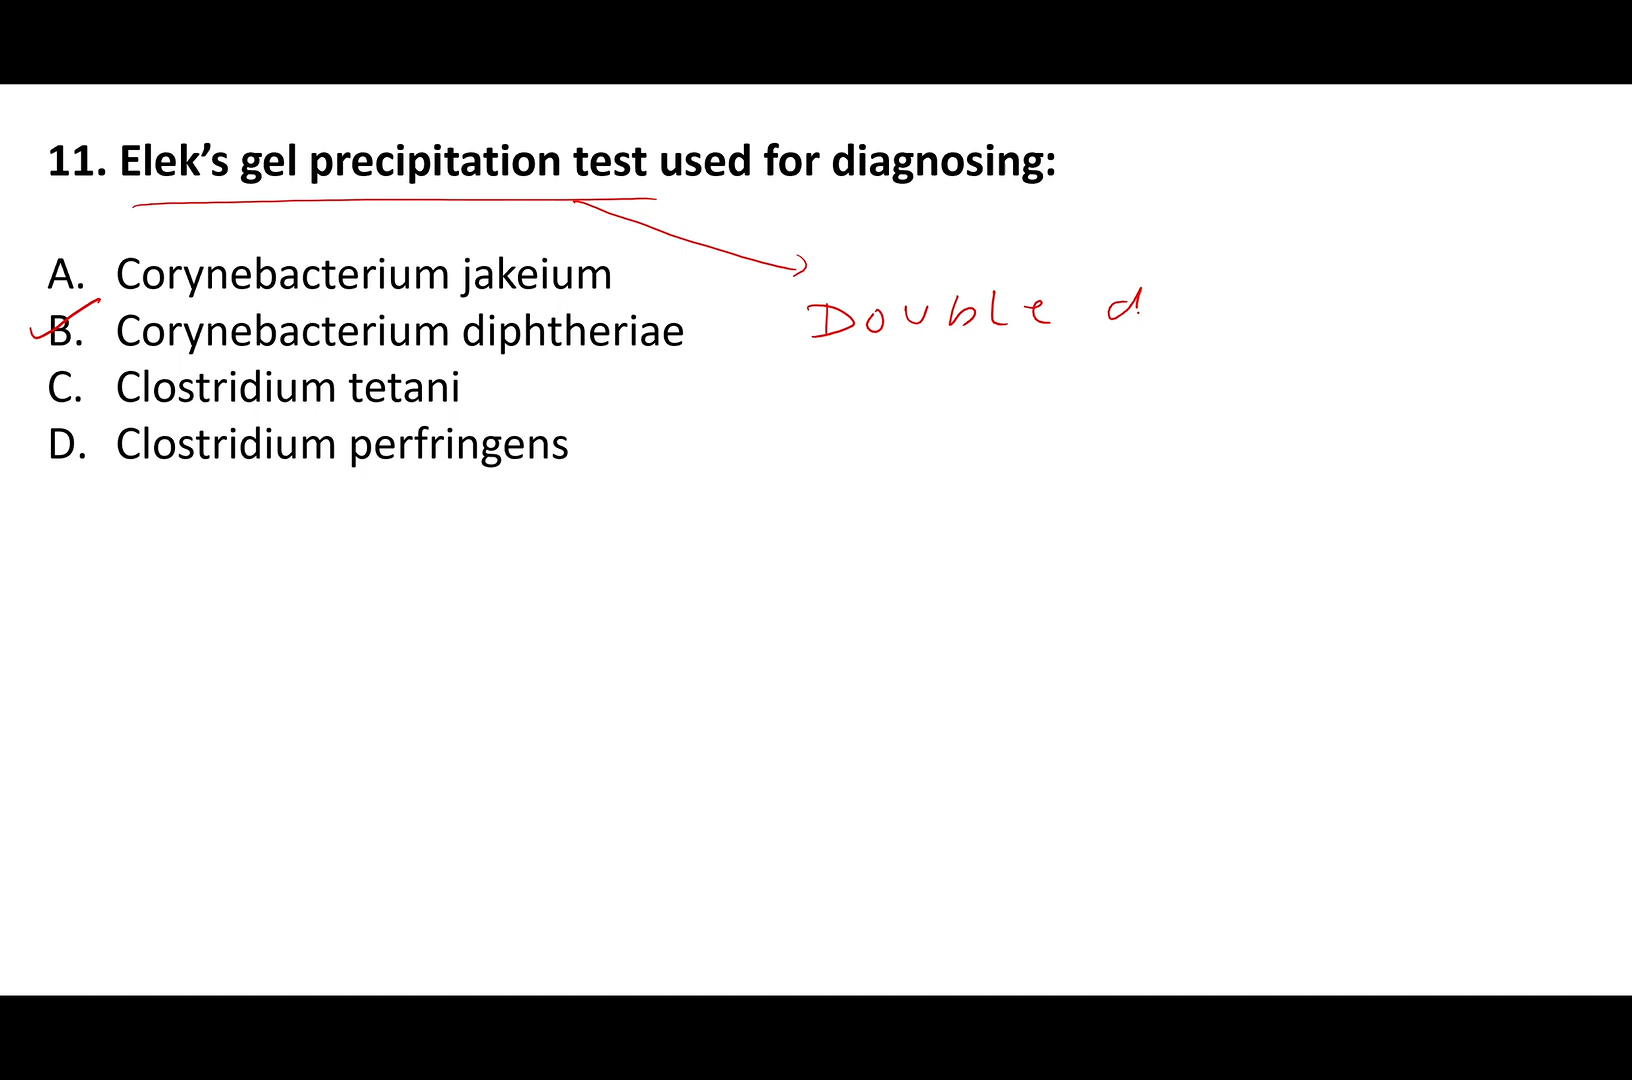 11. Elek’s gel precipitation test used for diagnosing:
A. Corynebacterium jakeium
Double d
B. Corynebacterium diphtheriae
C. Clostridium tetani
D. Clostridium perfringens